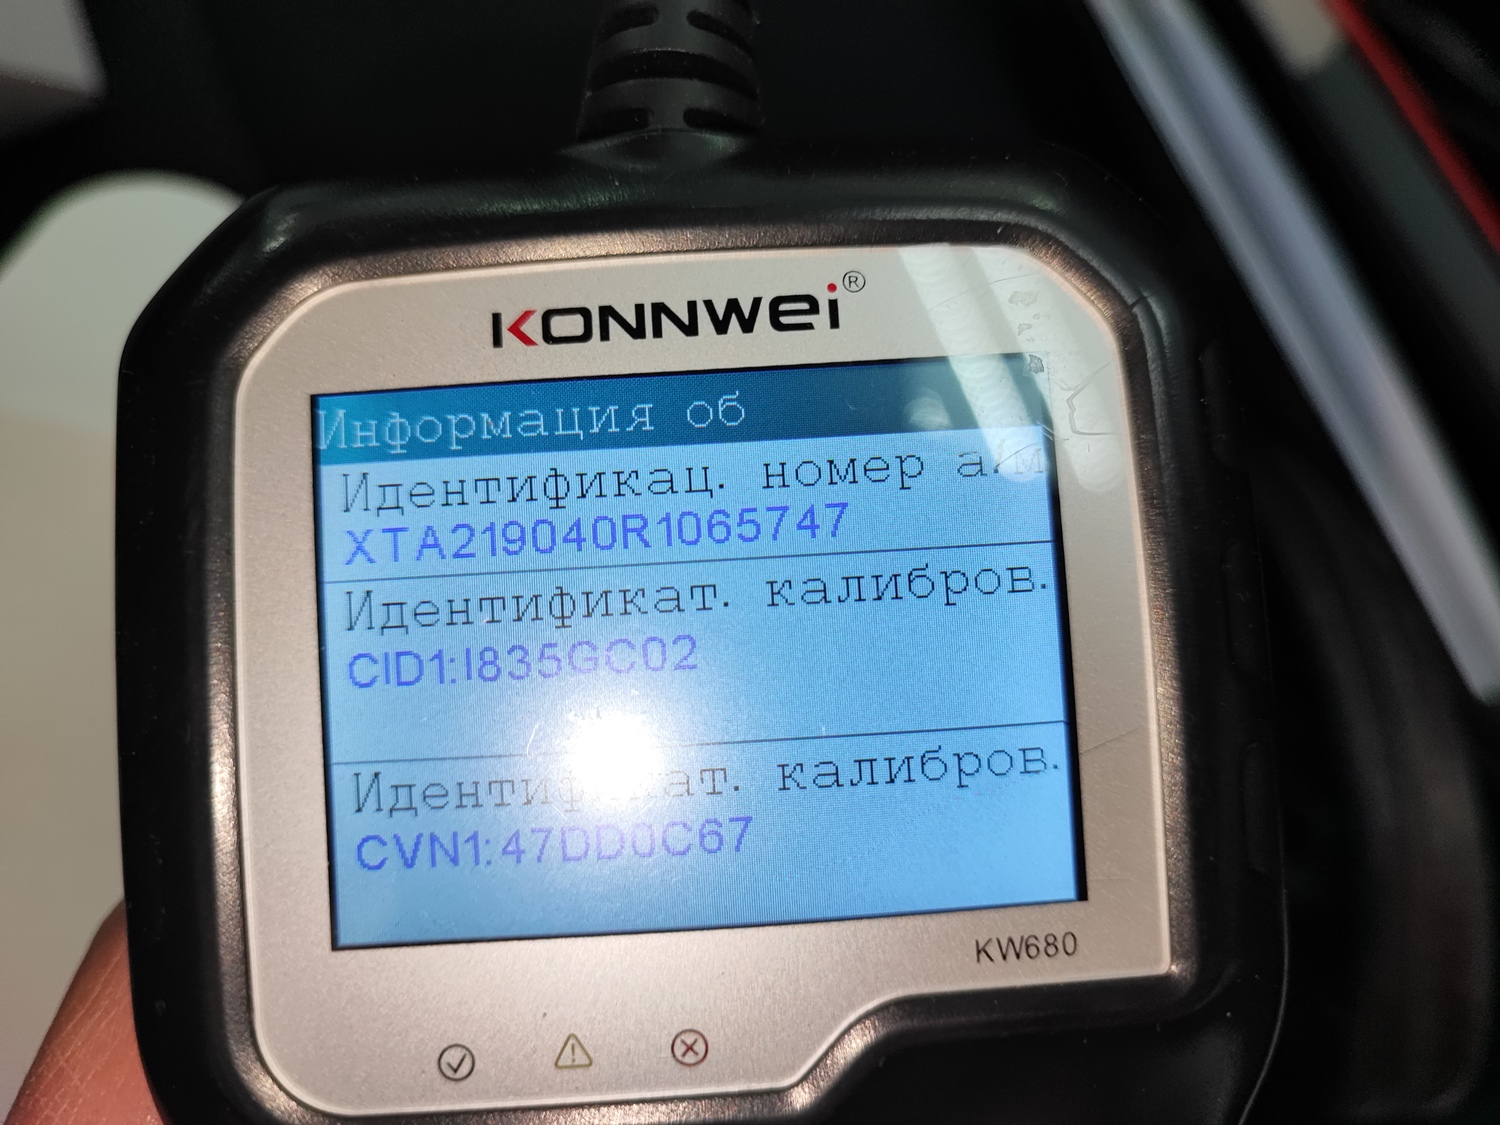 KONNWEI®
Информация об
Идентификац. номер а/м
XTA219040R1065747
Идентификат. калибров.
CID1:I835GC02
Идентификат. калибров.
CVN1:47DD0C67
KW680